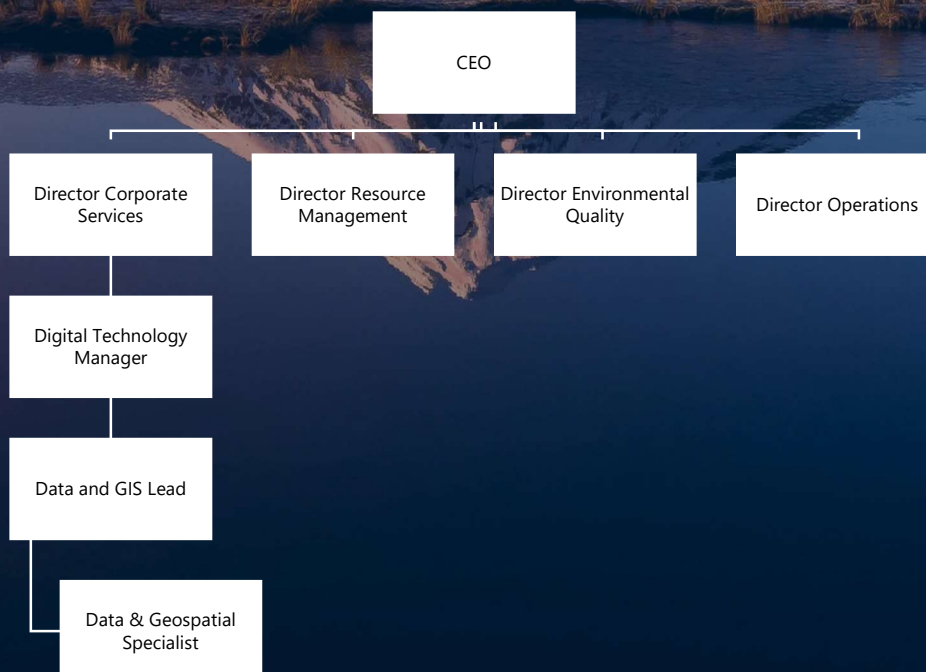 CEO
Director Corporate
Services
Director Resource
Management
Director Environmental
Quality
Director Operations
Digital Technology
Manager
Data and GIS Lead
Data & Geospatial
Specialist